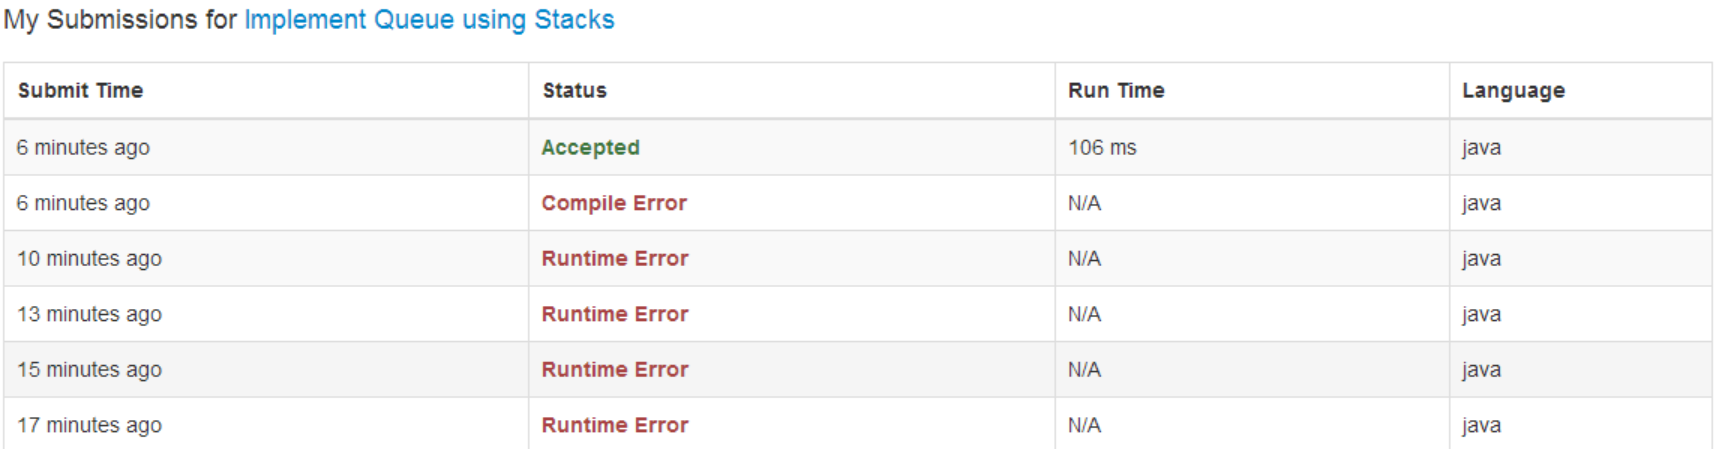 My Submissions for Implement Queue using Stacks
Submit Time Status Run Time Language
6 minutes ago Accepted 106 ms java
6 minutes ago Compile Error N/A java
10 minutes ago Runtime Error N/A java
13 minutes ago Runtime Error N/A java
15 minutes ago Runtime Error N/A java
17 minutes ago Runtime Error N/A java